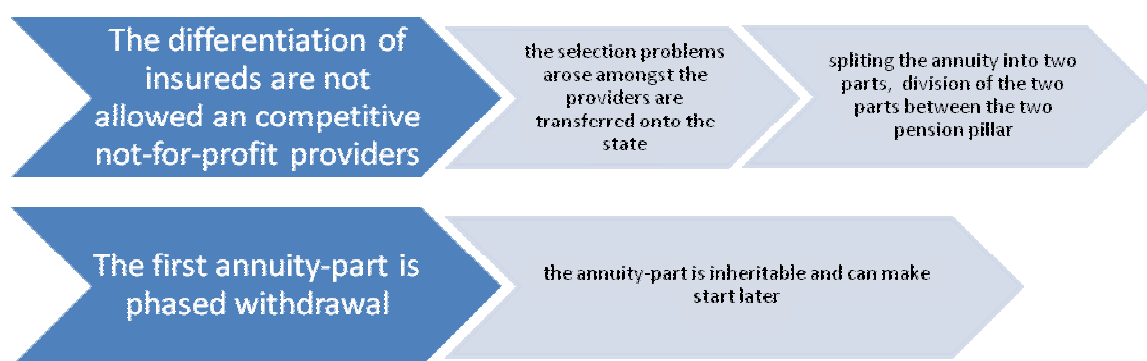 The differentiation of
insureds are not
allowed an competitive
not-for-profit providers
the selection problems
arose amongst the
providers are
transferred onto the
state
spliting the annuity into two
parts, division of the two
parts between the two
pension pillar
The first annuity-part is
phased withdrawal
the annuity-part is inheritable and can make
start later